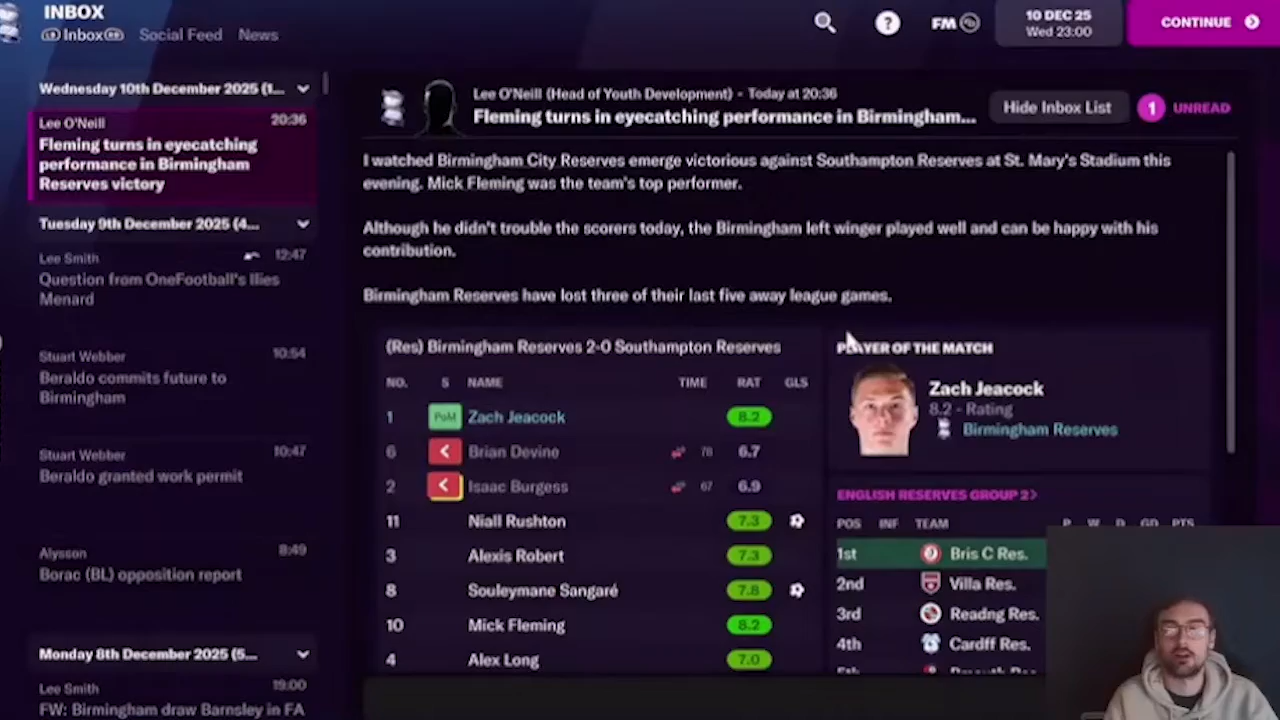 INBOX
Inbox
Social Feed
News
FM
10 DEC 25
Wed 23:00
CONTINUE
Wednesday 10th December 2025 (1...
Lee O'Neill
20:36
Fleming turns in eyecatching
performance in Birmingham
Reserves victory
Tuesday 9th December 2025 (4...
Lee Smith
12:47
Question from OneFootball's Ilies
Menard
Stuart Webber
10:54
Beraldo commits future to
Birmingham
Stuart Webber
10:47
Beraldo granted work permit
Alysson
8:49
Borac (BL) opposition report
Monday 8th December 2025 (5...
Lee Smith
19:00
FW: Birmingham draw Barnsley in FA
Lee O'Neill (Head of Youth Development) - Today at 20:36
Fleming turns in eyecatching performance in Birmingham...
Hide Inbox List
1 UNREAD
I watched Birmingham City Reserves emerge victorious against Southampton Reserves at St. Mary's Stadium this
evening. Mick Fleming was the team's top performer.
Although he didn't trouble the scorers today, the Birmingham left winger played well and can be happy with his
contribution.
Birmingham Reserves have lost three of their last five away league games.
(Res) Birmingham Reserves 2-0 Southampton Reserves
NO. S NAME TIME RAT GLS
1 PoM Zach Jeacock 8.2
6 Brian Devine 78 6.7
2 Isaac Burgess 67 6.9
11 Niall Rushton 7.3
3 Alexis Robert 7.3
8 Souleymane Sangaré 7.8
10 Mick Fleming 8.2
4 Alex Long 7.0
PLAYER OF THE MATCH
Zach Jeacock
8.2 - Rating
Birmingham Reserves
ENGLISH RESERVES GROUP 2>
POS INF TEAM P W D GD PTS
1st Bris C Res.
2nd Villa Res.
3rd Readng Res.
4th Cardff Res.